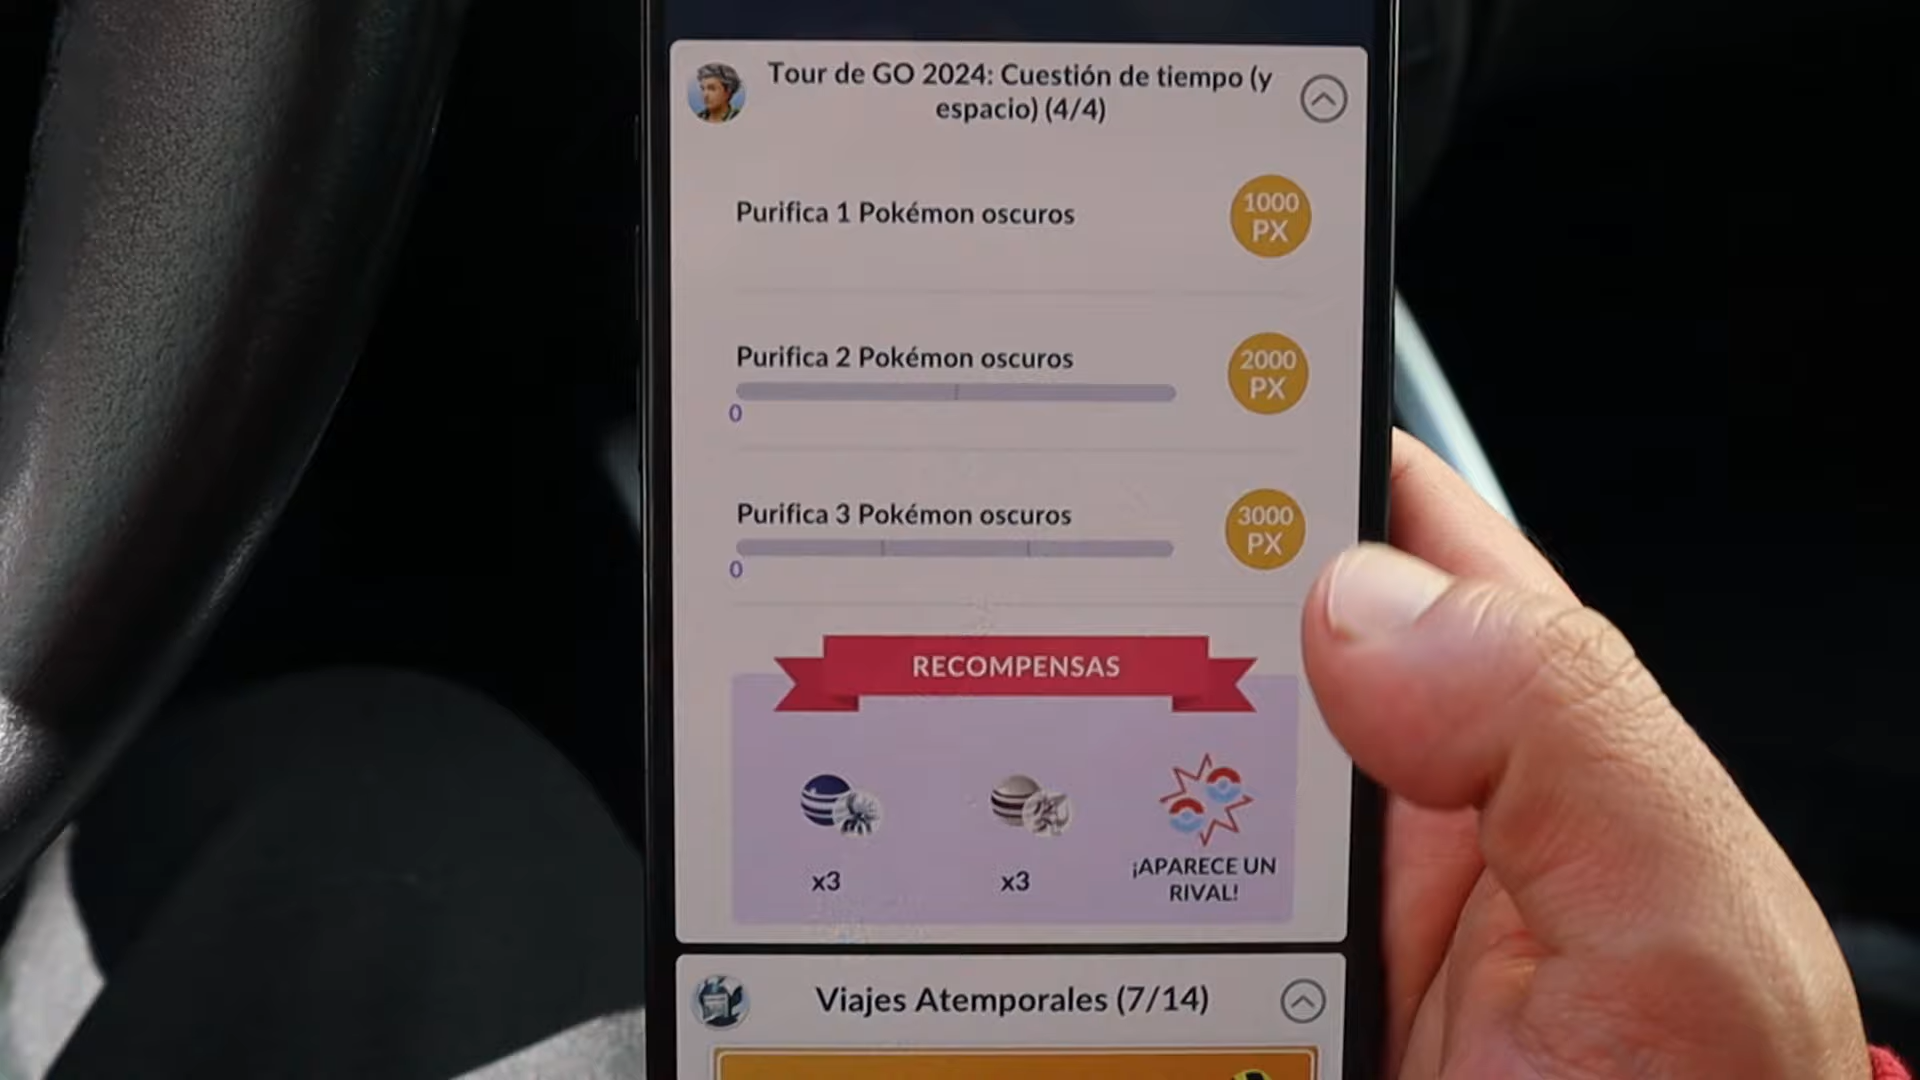 Tour de GO 2024: Cuestión de tiempo (y
espacio) (4/4)
Purifica 1 Pokémon oscuros
1000
PX
Purifica 2 Pokémon oscuros
2000
PX
0
Purifica 3 Pokémon oscuros
3000
PX
0
RECOMPENSAS
x3
x3
¡APARECE UN
RIVAL!
Viajes Atemporales (7/14)